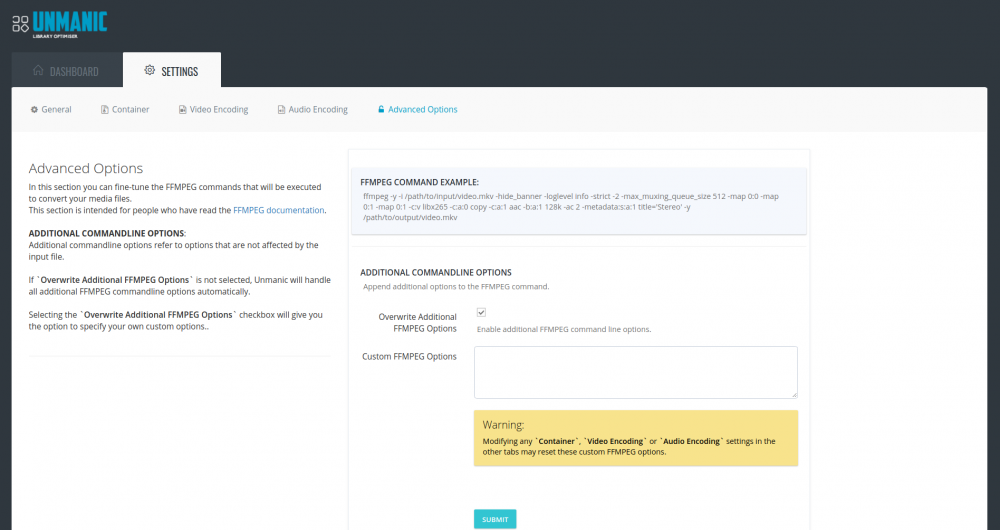 UNMANIC
LIBRARY OPTIMISER
DASHBOARD
SETTINGS
General
Container
Video Encoding
Audio Encoding
Advanced Options
Advanced Options
In this section you can fine-tune the FFMPEG commands that will be executed
to convert your media files.
This section is intended for people who have read the FFMPEG documentation.
ADDITIONAL COMMANDLINE OPTIONS:
Additional commandline options refer to options that are not affected by the
input file.
If `Overwrite Additional FFMPEG Options` is not selected, Unmanic will handle
all additional FFMPEG commandline options automatically.
Selecting the `Overwrite Additional FFMPEG Options` checkbox will give you
the option to specify your own custom options..
FFMPEG COMMAND EXAMPLE:
ffmpeg -y -i /path/to/input/video.mkv -hide_banner -loglevel info -strict -2 -max_muxing_queue_size 512 -map 0:0 -map
0:1 -map 0:1 -c:v libx265 -c:a:0 copy -c:a:1 aac -b:a:1 128k -ac 2 -metadata:s:a:1 title='Stereo' -y
/path/to/output/video.mkv
ADDITIONAL COMMANDLINE OPTIONS
Append additional options to the FFMPEG command.
Overwrite Additional
FFMPEG Options
Enable additional FFMPEG command line options.
Custom FFMPEG Options
Warning:
Modifying any `Container`, `Video Encoding` or `Audio Encoding` settings in the
other tabs may reset these custom FFMPEG options.
SUBMIT